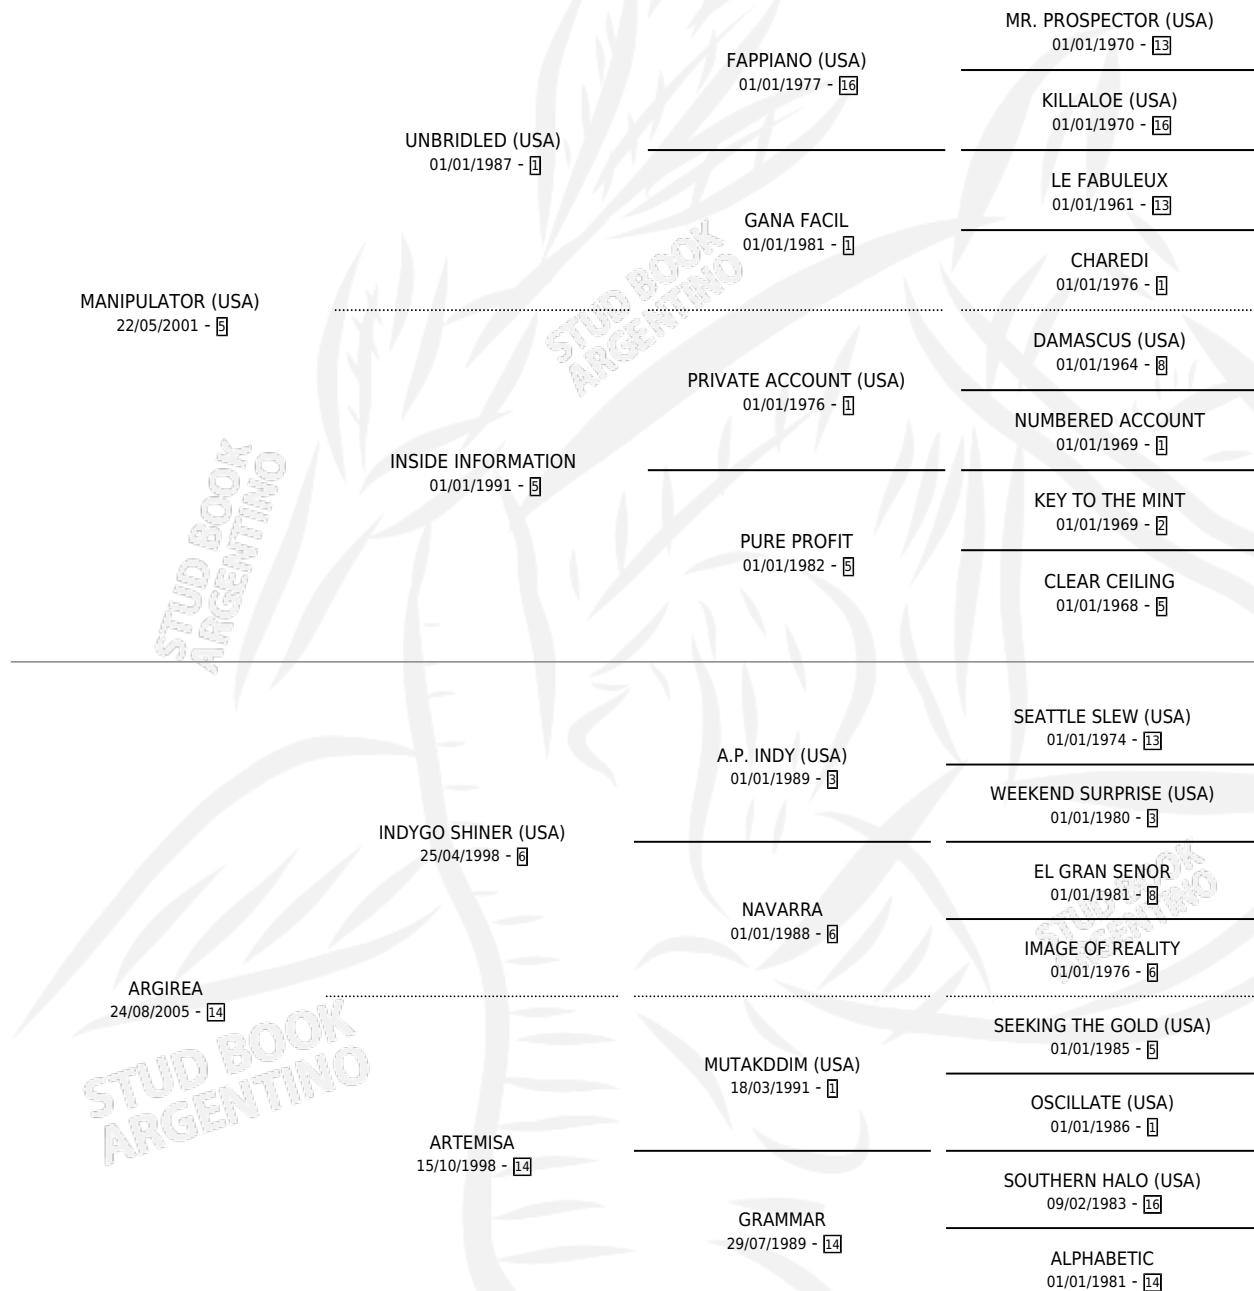 MR. PROSPECTOR (USA)
01/01/1970 - 13
FAPPIANO (USA)
01/01/1977 - 16
KILLALOE (USA)
01/01/1970 - 16
UNBRIDLED (USA)
01/01/1987 - 1
LE FABULEUX
01/01/1961 - 13
GANA FACIL
01/01/1981 - 1
CHAREDI
01/01/1976 - 1
MANIPULATOR (USA)
22/05/2001 - 5
DAMASCUS (USA)
01/01/1964 - 8
PRIVATE ACCOUNT (USA)
01/01/1976 - 1
NUMBERED ACCOUNT
01/01/1969 - 1
INSIDE INFORMATION
01/01/1991 - 5
KEY TO THE MINT
01/01/1969 - 2
PURE PROFIT
01/01/1982 - 5
CLEAR CEILING
01/01/1968 - 5
SEATTLE SLEW (USA)
01/01/1974 - 13
A.P. INDY (USA)
01/01/1989 - 3
WEEKEND SURPRISE (USA)
01/01/1980 - 3
INDYGO SHINER (USA)
25/04/1998 - 6
EL GRAN SENOR
01/01/1981 - 8
NAVARRA
01/01/1988 - 6
IMAGE OF REALITY
01/01/1976 - 6
ARGIREA
24/08/2005 - 14
SEEKING THE GOLD (USA)
01/01/1985 - 5
MUTAKDDIM (USA)
18/03/1991 - 1
OSCILLATE (USA)
01/01/1986 - 1
ARTEMISA
15/10/1998 - 14
SOUTHERN HALO (USA)
09/02/1983 - 16
GRAMMAR
29/07/1989 - 14
ALPHABETIC
01/01/1981 - 14
STUD BOOK
ARGENTINO
STUD BOOK
ARGENTINO
STUD BOOK
ARGENTINO
STUD BOOK
ARGENTINO